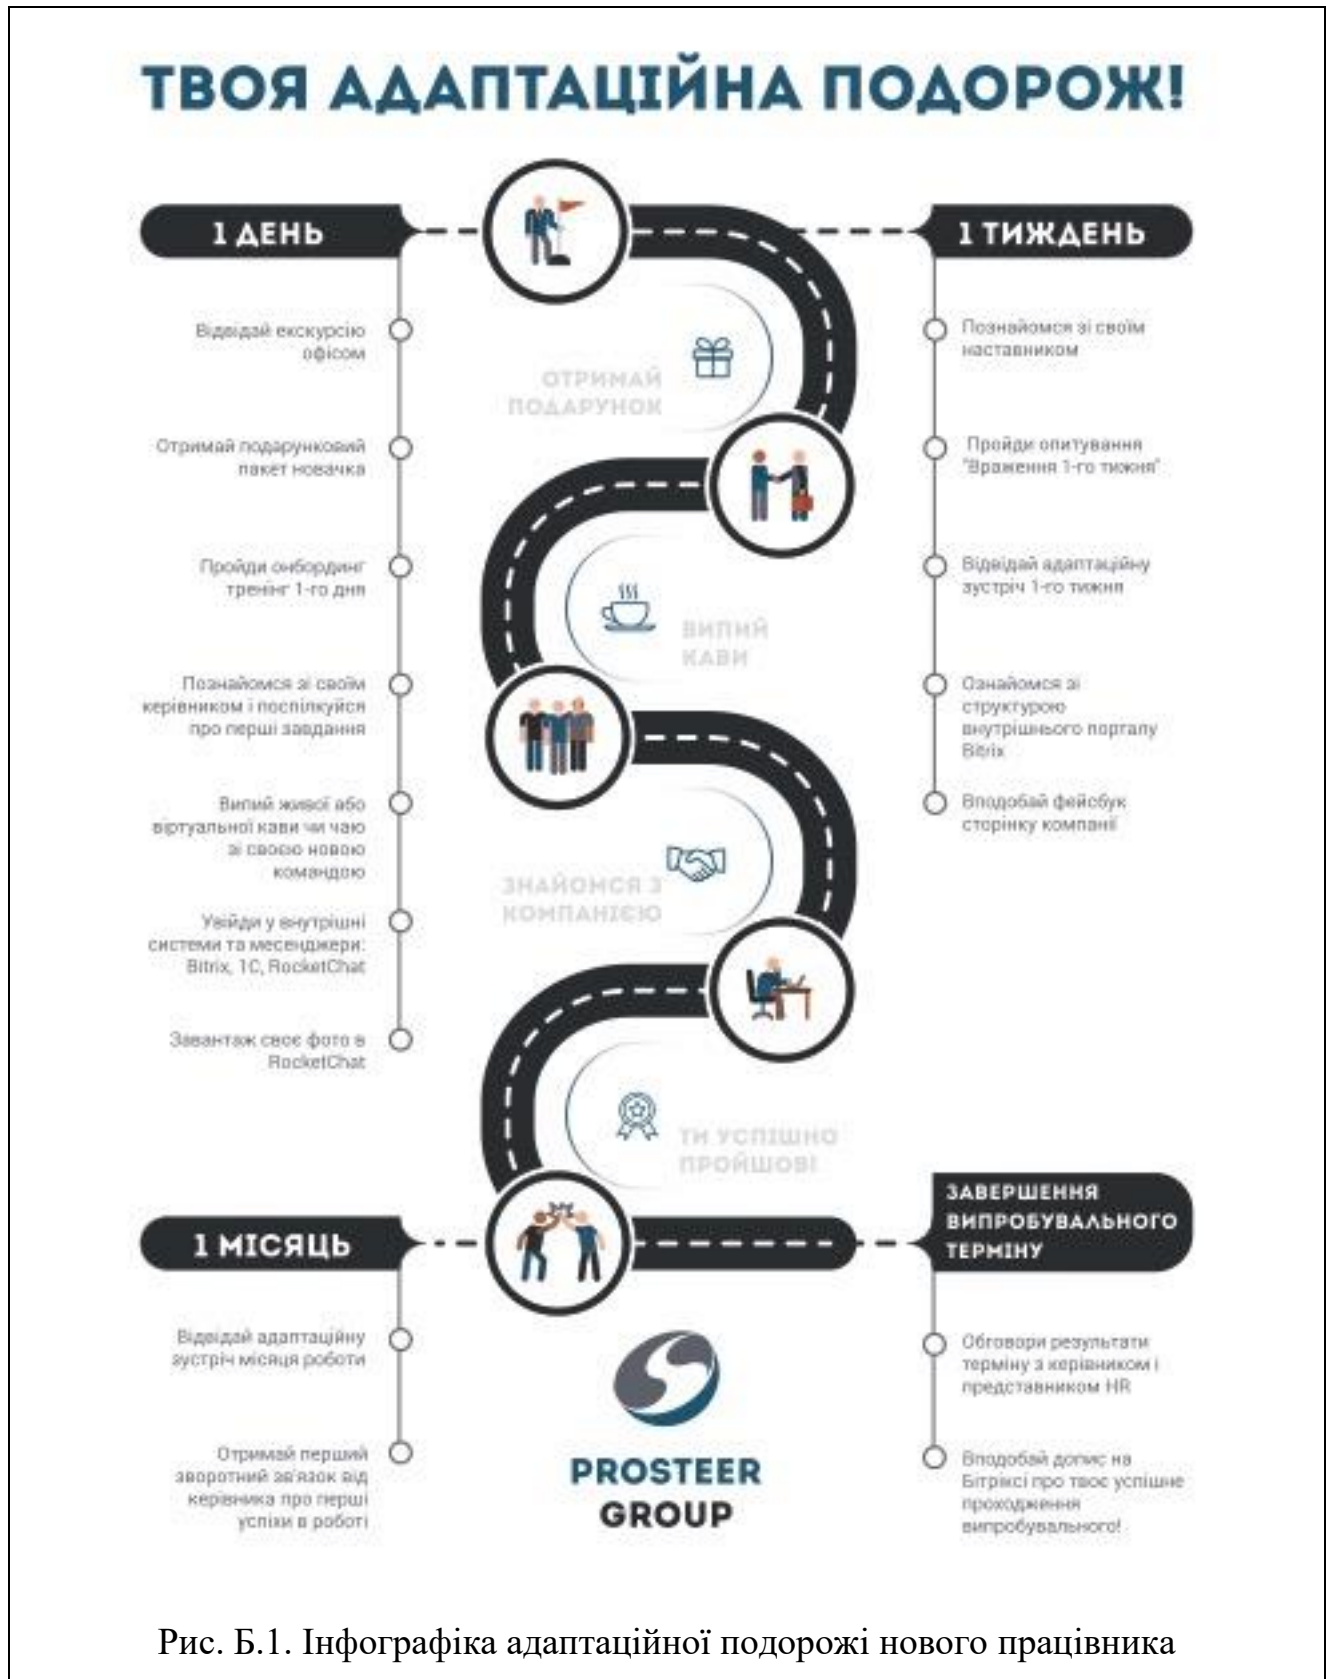 ТВОЯ АДАПТАЦІЙНА ПОДОРОЖ!
1 ДЕНЬ
Відвідай екскурсію
офісом
Отримай подарунковий
пакет новачка
Пройди онбординг
тренінг 1-го дня
Познайомся зі своїм
керівником і поспілкуйся
про перші завдання
Випий живої або
віртуальної кави чи чаю
зі своєю новою
командою
Увійди у внутрішні
системи та месенджери:
Bitrix, 1C, RocketChat
Завантаж своє фото в
RocketChat
ОТРИМАЙ
ПОДАРУНОК
ВИПИЙ
КАВИ
ЗНАЙОМСЯ З
КОМПАНІЄЮ
ТИ УСПІШНО
ПРОЙШОВ!
1 ТИЖДЕНЬ
Познайомся зі своїм
наставником
Пройди опитування
"Враження 1-го тижня"
Відвідай адаптаційну
зустріч 1-го тижня
Ознайомся зі
структурою
внутрішнього порталу
Bitrix
Вподобай фейсбук
сторінку компанії
1 МІСЯЦЬ
Відвідай адаптаційну
зустріч місяця роботи
Отримай перший
зворотний зв'язок від
керівника про перші
успіхи в роботі
ЗАВЕРШЕННЯ
ВИПРОБУВАЛЬНОГО
ТЕРМІНУ
Обговори результати
терміну з керівником і
представником HR
Вподобай допис на
Бітріксі про твоє успішне
проходження
випробувального!
PROSTEER
GROUP
Рис. Б.1. Інфографіка адаптаційної подорожі нового працівника